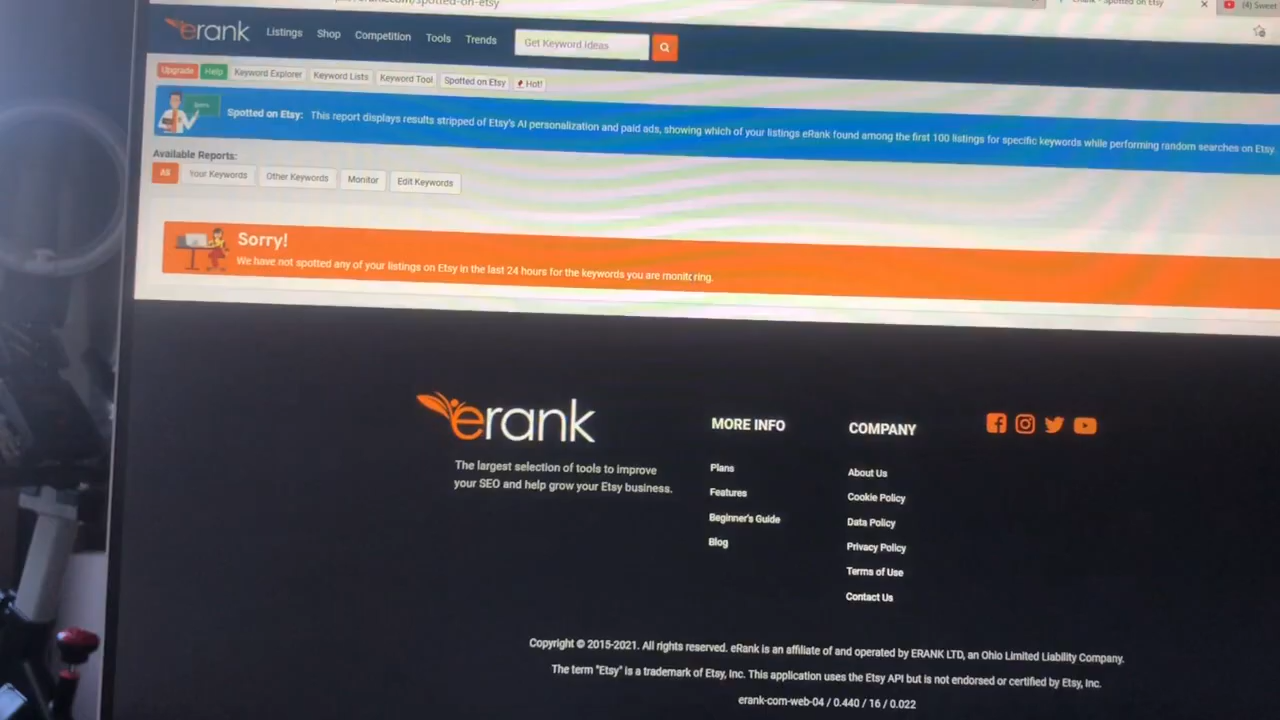 /spotted-on-etsy
Spotted on Etsy
(4) Sweet
erank
Listings
Shop
Competition
Tools
Trends
Get Keyword Ideas
Upgrade
Help
Keyword Explorer
Keyword Lists
Keyword Tool
Spotted on Etsy
Hot!
Spotted on Etsy: This report displays results stripped of Etsy's AI personalization and paid ads, showing which of your listings eRank found among the first 100 listings for specific keywords while performing random searches on Etsy.
Available Reports:
All
Your Keywords
Other Keywords
Monitor
Edit Keywords
Sorry!
We have not spotted any of your listings on Etsy in the last 24 hours for the keywords you are monitoring.
erank
The largest selection of tools to improve
your SEO and help grow your Etsy business.
MORE INFO
Plans
Features
Beginner's Guide
Blog
COMPANY
About Us
Cookie Policy
Data Policy
Privacy Policy
Terms of Use
Contact Us
Copyright © 2015-2021. All rights reserved. eRank is an affiliate of and operated by ERANK LTD, an Ohio Limited Liability Company.
The term "Etsy" is a trademark of Etsy, Inc. This application uses the Etsy API but is not endorsed or certified by Etsy, Inc.
erank-com-web-04 / 0.440 / 16 / 0.022